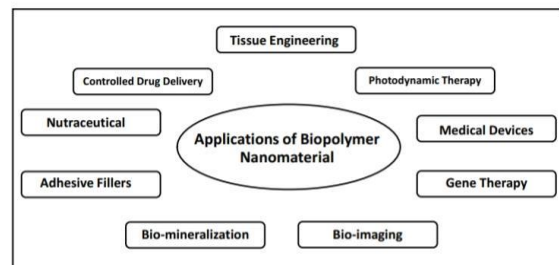 Tissue Engineering
Controlled Drug Delivery
Photodynamic Therapy
Nutraceutical
Applications of Biopolymer
Nanomaterial
Medical Devices
Adhesive Fillers
Gene Therapy
Bio-mineralization
Bio-imaging